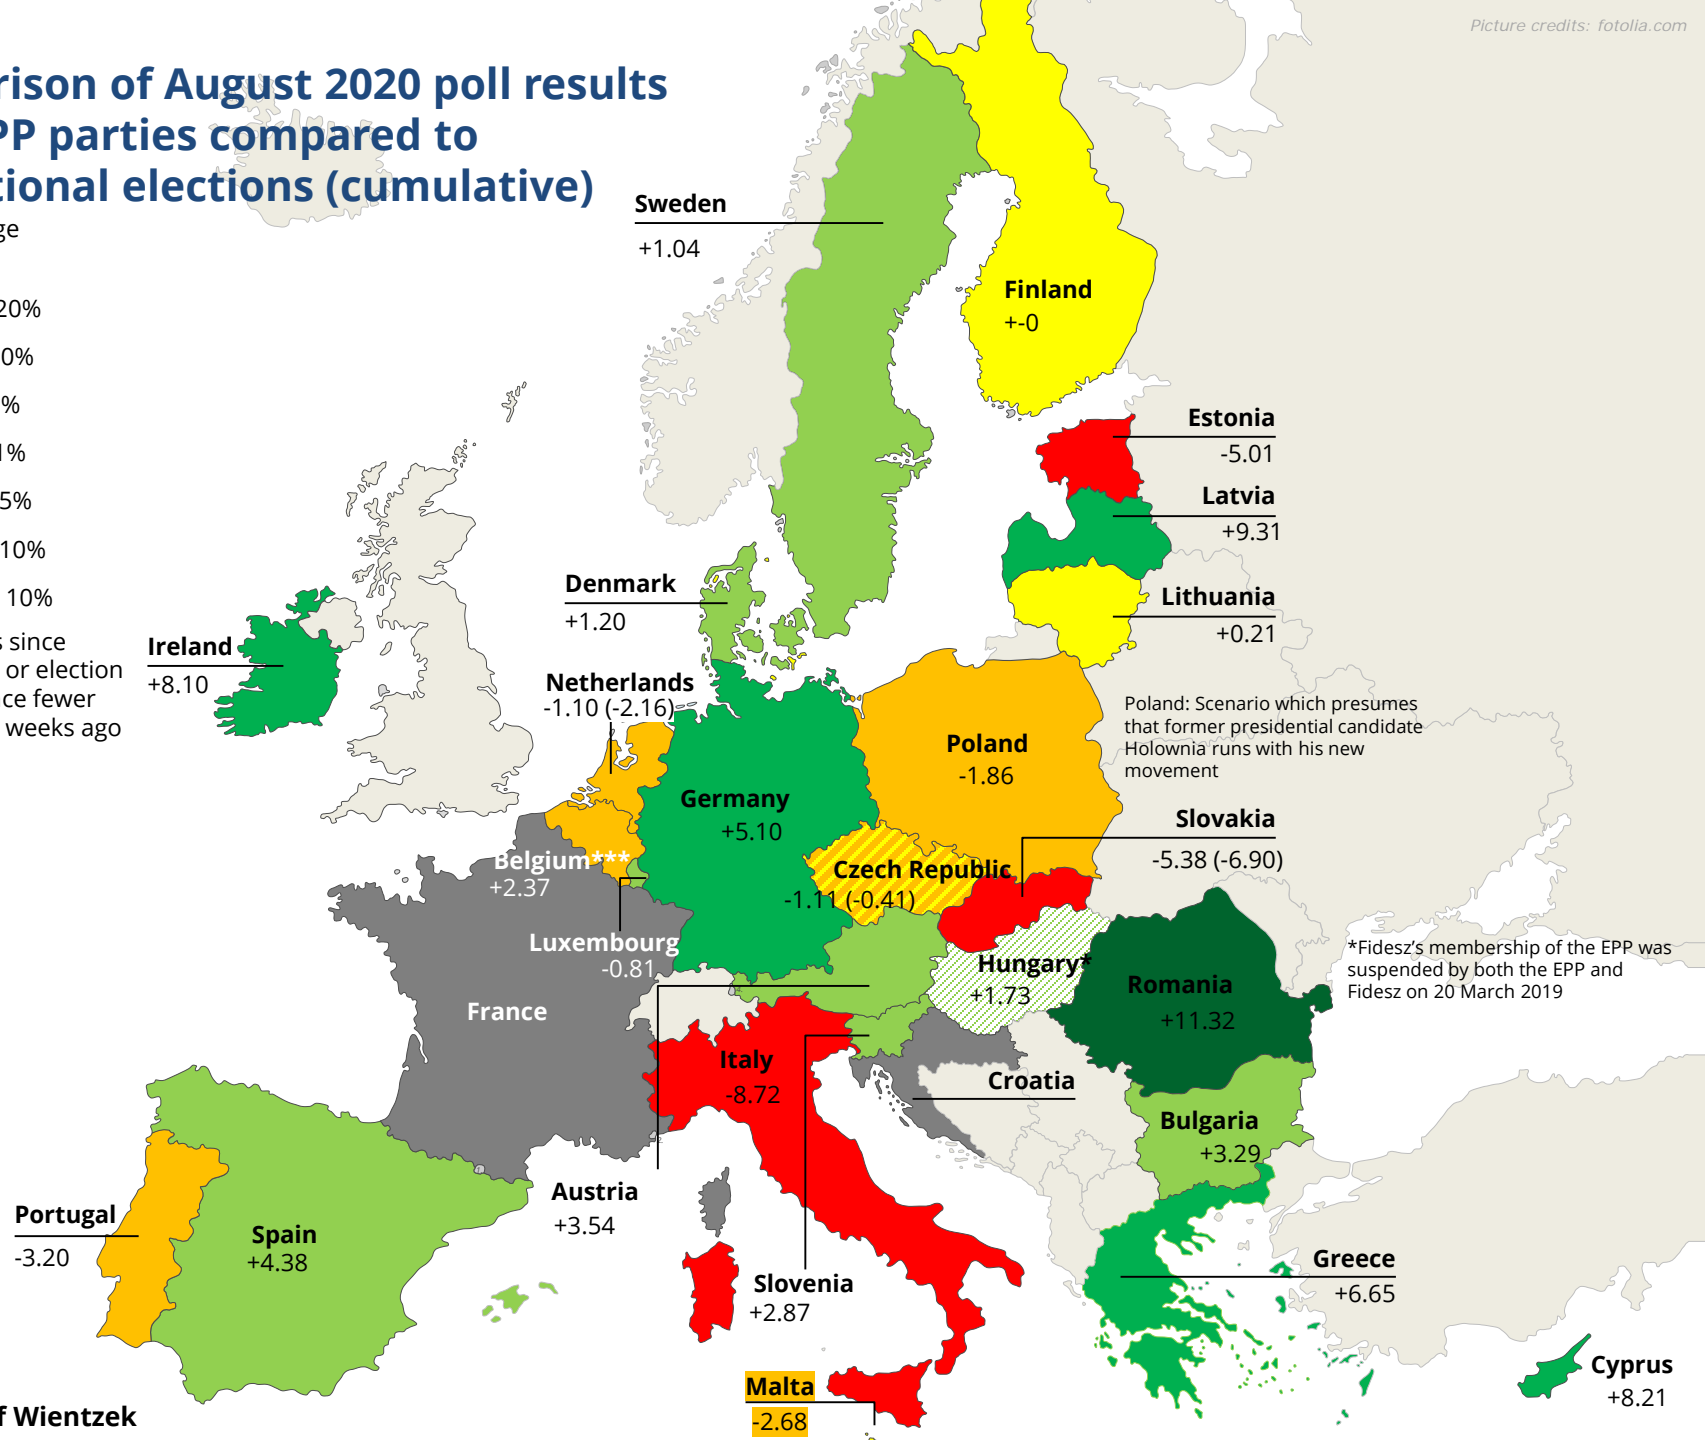 Picture credits: fotolia.com
rison of August 2020 poll results
PP parties compared to
tional elections (cumulative)
ge
20%
0%
%
1%
5%
10%
10%
s since
or election
ce fewer
weeks ago
Sweden
+1.04
Finland
+-0
Estonia
-5.01
Latvia
+9.31
Lithuania
+0.21
Denmark
+1.20
Ireland
+8.10
Netherlands
-1.10 (-2.16)
Poland: Scenario which presumes
that former presidential candidate
Holownia runs with his new
movement
Poland
-1.86
Germany
+5.10
Slovakia
-5.38 (-6.90)
Belgium***
+2.37
Czech Republic
-1.11 (-0.41)
Luxembourg
-0.81
Hungary*
+1.73
*Fidesz’s membership of the EPP was
suspended by both the EPP and
Fidesz on 20 March 2019
Romania
+11.32
France
Italy
-8.72
Croatia
Bulgaria
+3.29
Austria
+3.54
Portugal
-3.20
Spain
+4.38
Slovenia
+2.87
Greece
+6.65
Malta
-2.68
Cyprus
+8.21
f Wientzek